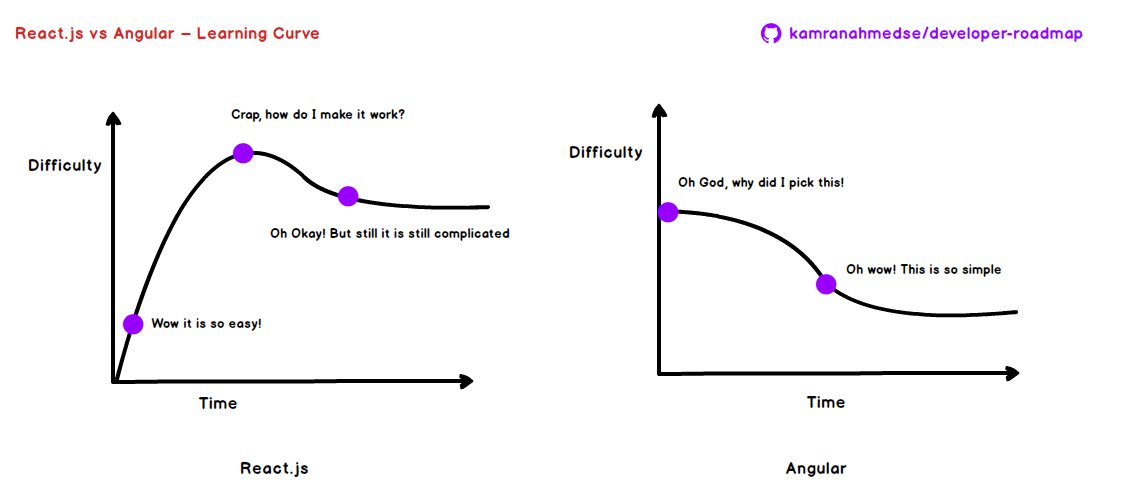 React.js vs Angular – Learning Curve
kamranahmedse/developer-roadmap
Crap, how do I make it work?
Difficulty
Oh Okay! But still it is still complicated
Wow it is so easy!
Time
React.js
Difficulty
Oh God, why did I pick this!
Oh wow! This is so simple
Time
Angular